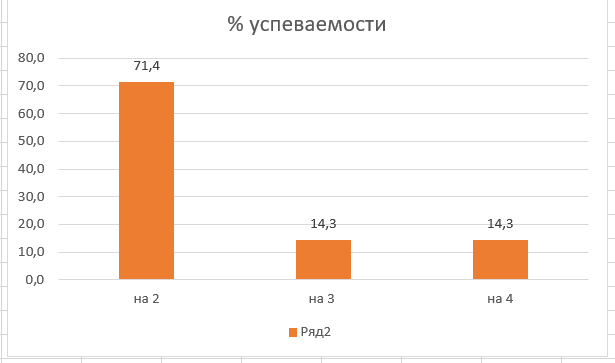 % успеваемости
80,0
70,0
60,0
50,0
40,0
30,0
20,0
10,0
0,0
71,4
14,3
14,3
на 2
на 3
на 4
Ряд2